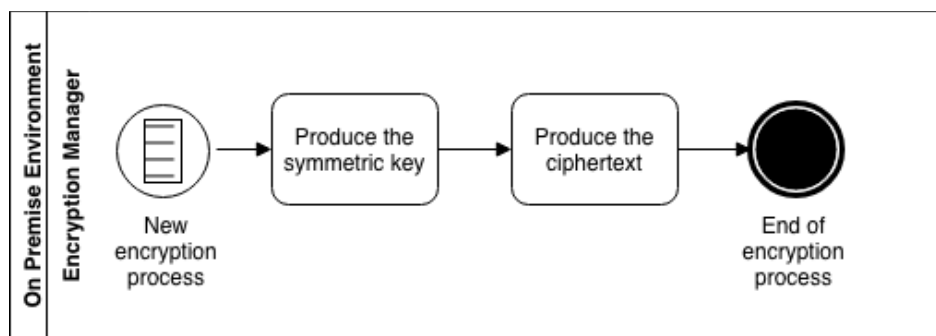 On Premise Environment
Encryption Manager
Produce the
symmetric key
Produce the
ciphertext
New
encryption
process
End of
encryption
process